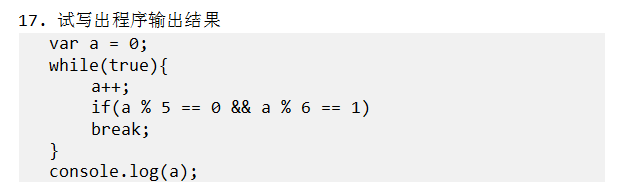 17. 试写出程序输出结果
var a = 0;
while(true){
    a++;
    if(a % 5 == 0 && a % 6 == 1)
    break;
}
console.log(a);